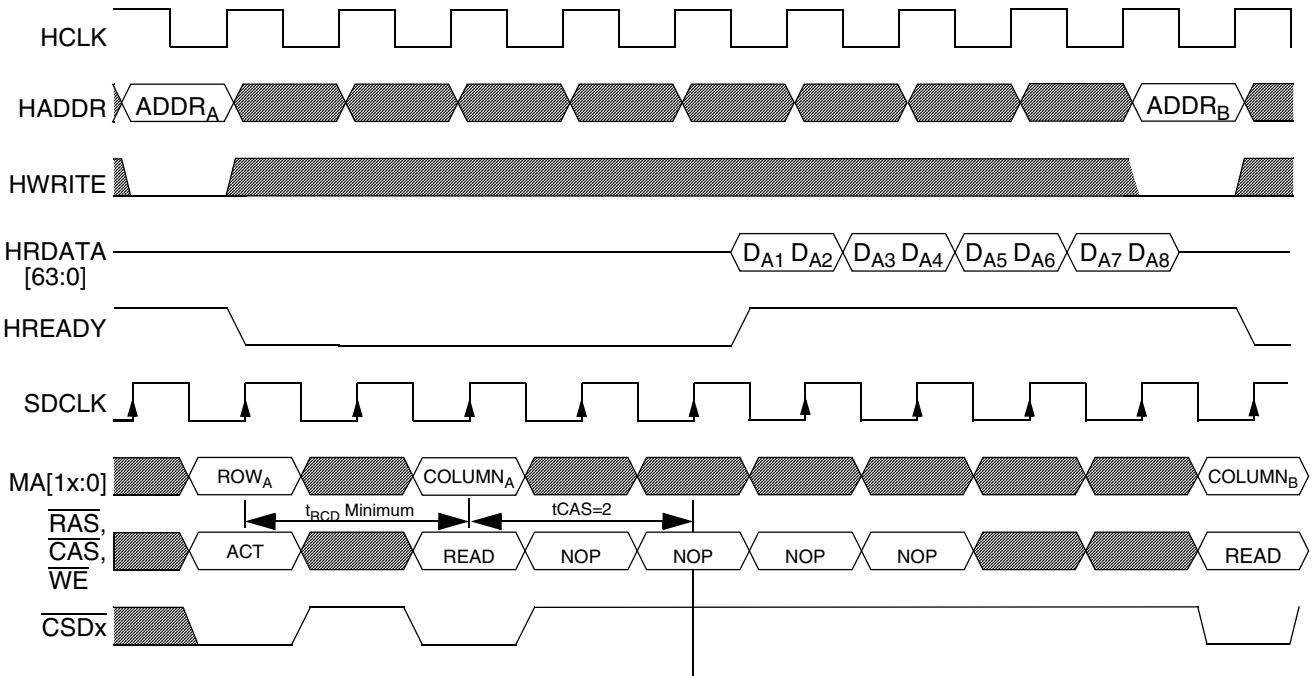 HCLK
HADDR ADDRA ADDRB
HWRITE
HRDATA [63:0] DA1 DA2 DA3 DA4 DA5 DA6 DA7 DA8
HREADY
SDCLK
MA[1x:0] ROWA COLUMNA COLUMNB
tRCD Minimum tCAS=2
RAS, CAS, WE ACT READ NOP NOP NOP NOP READ
CSDx